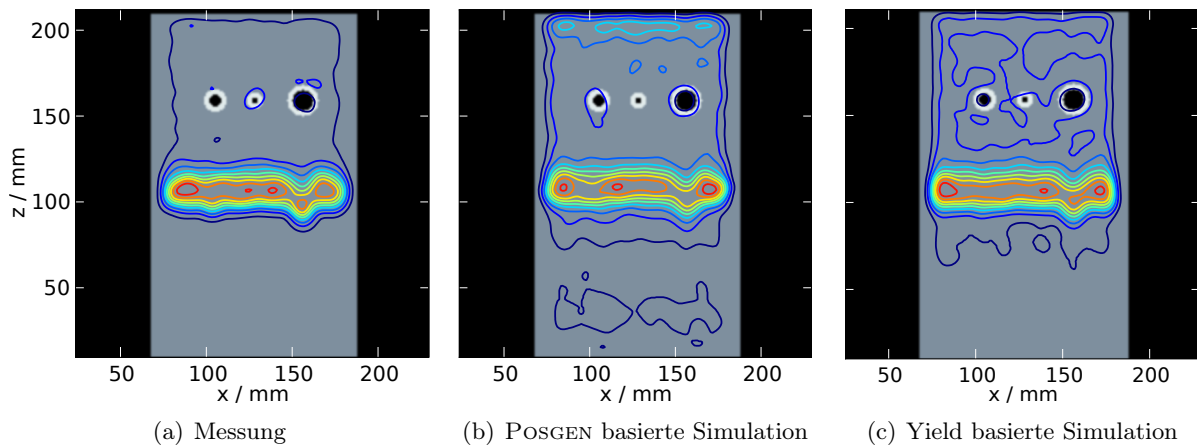 200
150
100
50
z / mm
50 100 150 200
x / mm
50 100 150 200
x / mm
50 100 150 200
x / mm
(a) Messung
(b) POSGEN basierte Simulation
(c) Yield basierte Simulation